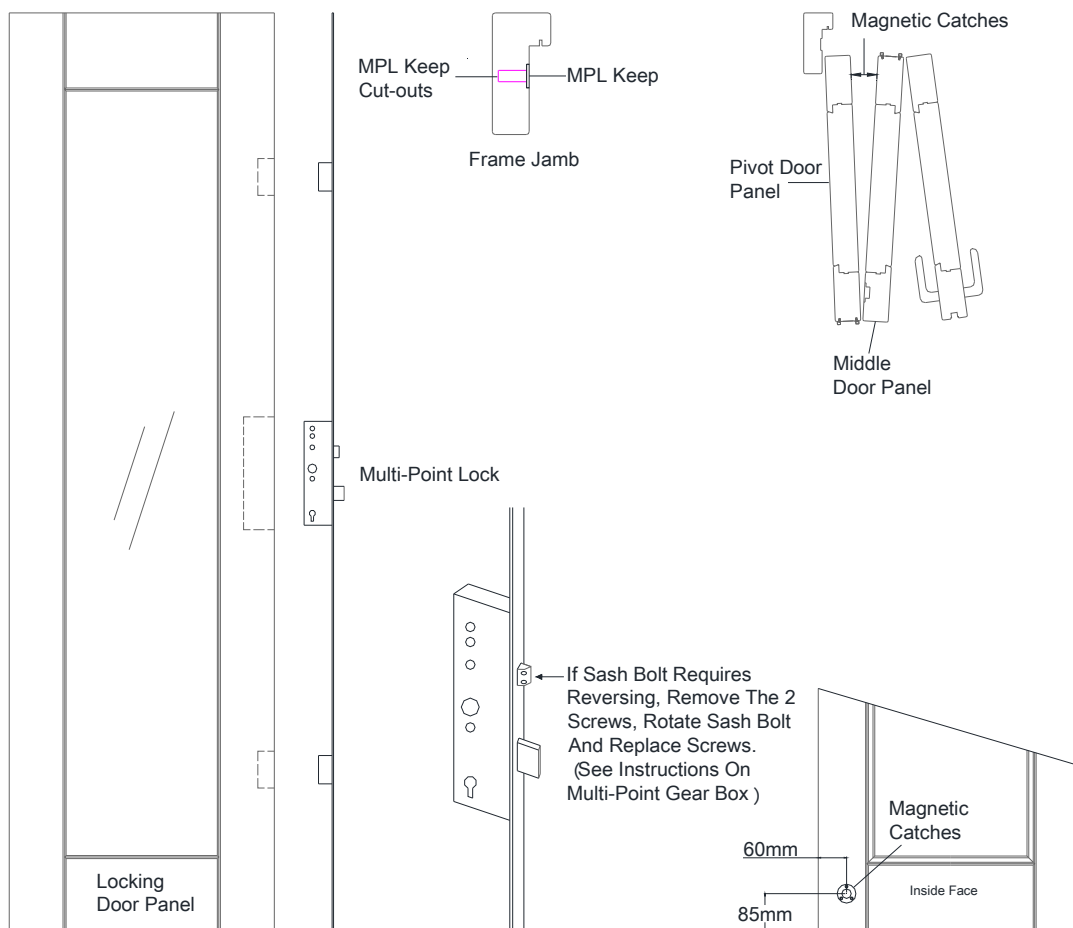 MPL Keep
Cut-outs
MPL Keep
Frame Jamb
Magnetic Catches
Pivot Door
Panel
Middle
Door Panel
Multi-Point Lock
If Sash Bolt Requires
Reversing, Remove The 2
Screws, Rotate Sash Bolt
And Replace Screws.
(See Instructions On
Multi-Point Gear Box )
Locking
Door Panel
Magnetic
Catches
60mm
85mm
Inside Face